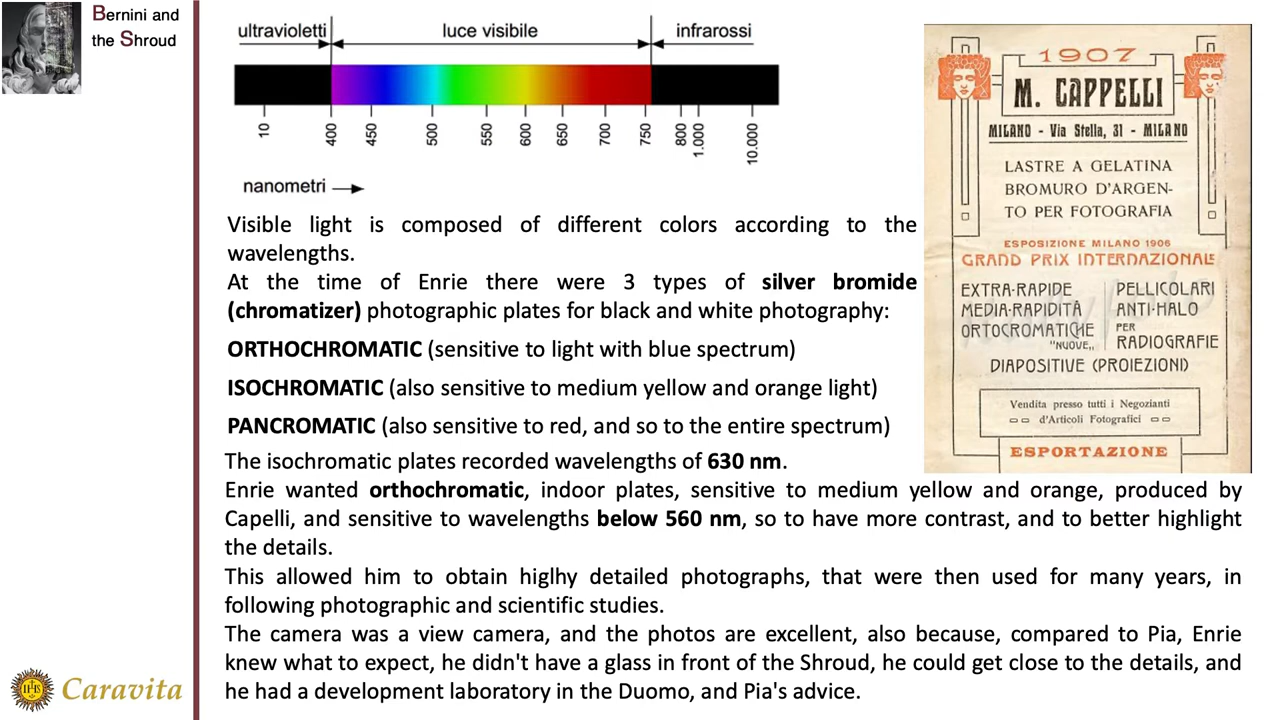 Bernini and
the Shroud
ultravioletti
luce visibile
infrarossi
10
400
450
500
550
600
650
700
750
800
1.000
10.000
nanometri
Visible light is composed of different colors according to the
wavelengths.
At the time of Enrie there were 3 types of silver bromide
(chromatizer) photographic plates for black and white photography:
ORTHOCHROMATIC (sensitive to light with blue spectrum)
ISOCHROMATIC (also sensitive to medium yellow and orange light)
PANCROMATIC (also sensitive to red, and so to the entire spectrum)
The isochromatic plates recorded wavelengths of 630 nm.
Enrie wanted orthochromatic, indoor plates, sensitive to medium yellow and orange, produced by
Capelli, and sensitive to wavelengths below 560 nm, so to have more contrast, and to better highlight
the details.
This allowed him to obtain higlhy detailed photographs, that were then used for many years, in
following photographic and scientific studies.
The camera was a view camera, and the photos are excellent, also because, compared to Pia, Enrie
knew what to expect, he didn't have a glass in front of the Shroud, he could get close to the details, and
he had a development laboratory in the Duomo, and Pia's advice.
1907
M. CAPPELLI
MILANO - Via Stella, 31 - MILANO
LASTRE A GELATINA
BROMURO D'ARGEN-
TO PER FOTOGRAFIA
ESPOSIZIONE MILANO 1906
GRAND PRIX INTERNAZIONALE
EXTRA-RAPIDE
MEDIA-RAPIDITÀ
ORTOCROMATICHE
"NUOVE„
PELLICOLARI
ANTI-HALO
PER
RADIOGRAFIE
DIAPOSITIVE (PROIEZIONI)
Vendita presso tutti i Negozianti
d'Articoli Fotografici
ESPORTAZIONE
IHS
Caravita